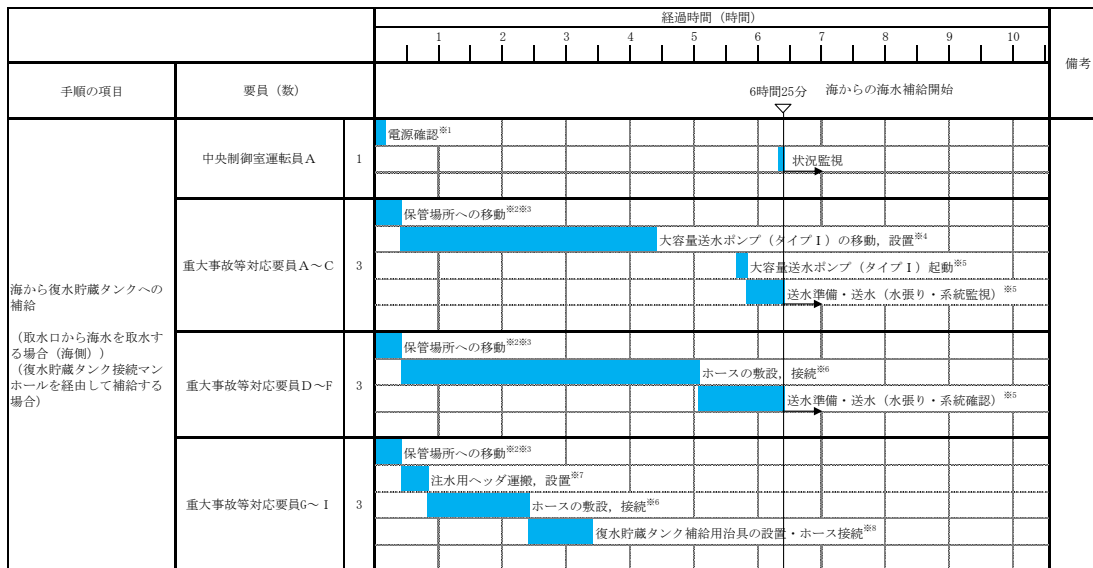 経過時間（時間）
備考
1 2 3 4 5 6 7 8 9 10
手順の項目
要員（数）
6時間25分 海からの海水補給開始
海から復水貯蔵タンクへの
補給
（取水口から海水を取水す
る場合（海側））
（復水貯蔵タンク接続マン
ホールを経由して補給する
場合）
中央制御室運転員Ａ
1
電源確認※1
状況監視
重大事故等対応要員Ａ～Ｃ
3
保管場所への移動※2※3
大容量送水ポンプ（タイプⅠ）の移動，設置※4
大容量送水ポンプ（タイプⅠ）起動※5
送水準備・送水（水張り・系統監視）※5
重大事故等対応要員Ｄ～Ｆ
3
保管場所への移動※2※3
ホースの敷設，接続※6
送水準備・送水（水張り・系統確認）※5
重大事故等対応要員G～Ｉ
3
保管場所への移動※2※3
注水用ヘッダ運搬，設置※7
ホースの敷設，接続※6
復水貯蔵タンク補給用治具の設置・ホース接続※8